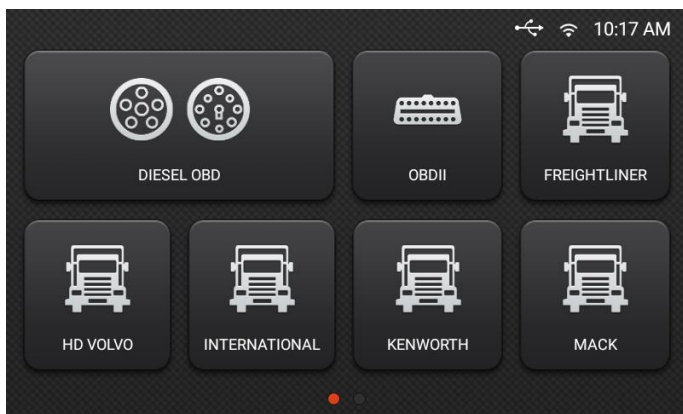 10:17 AM
DIESEL OBD
OBDII
FREIGHTLINER
HD VOLVO
INTERNATIONAL
KENWORTH
MACK